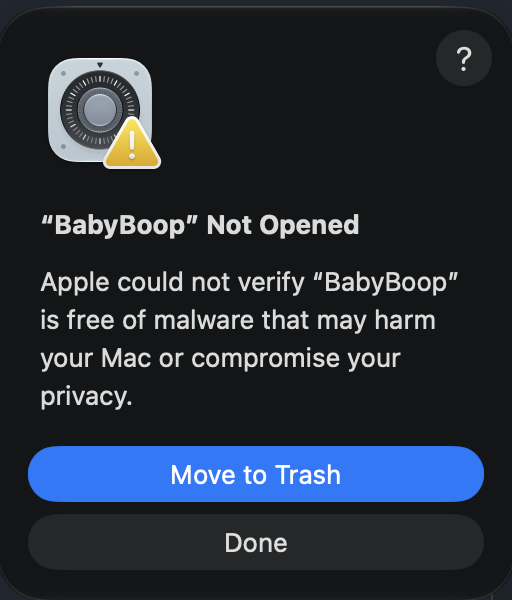 ?
“BabyBoop” Not Opened
Apple could not verify “BabyBoop”
is free of malware that may harm
your Mac or compromise your
privacy.
Move to Trash
Done